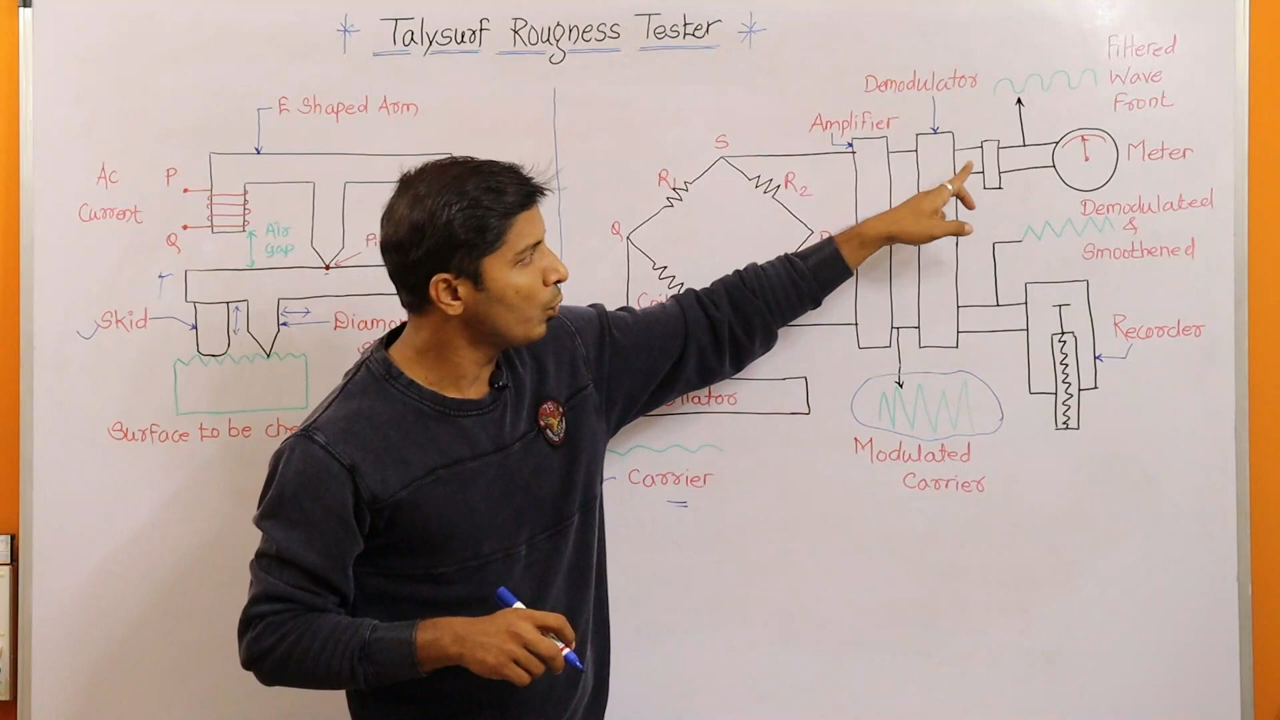 * Talysurf Rougness Tester *
E Shaped Arm
Ac
Current
P
Q
Air
gap
Skid
Surface to be
S
R1
R2
Q
Carrier
Amplifier
Demodulator
Filtered
Wave
Front
Meter
Demodulated
&
Smoothened
Recorder
Modulated
Carrier